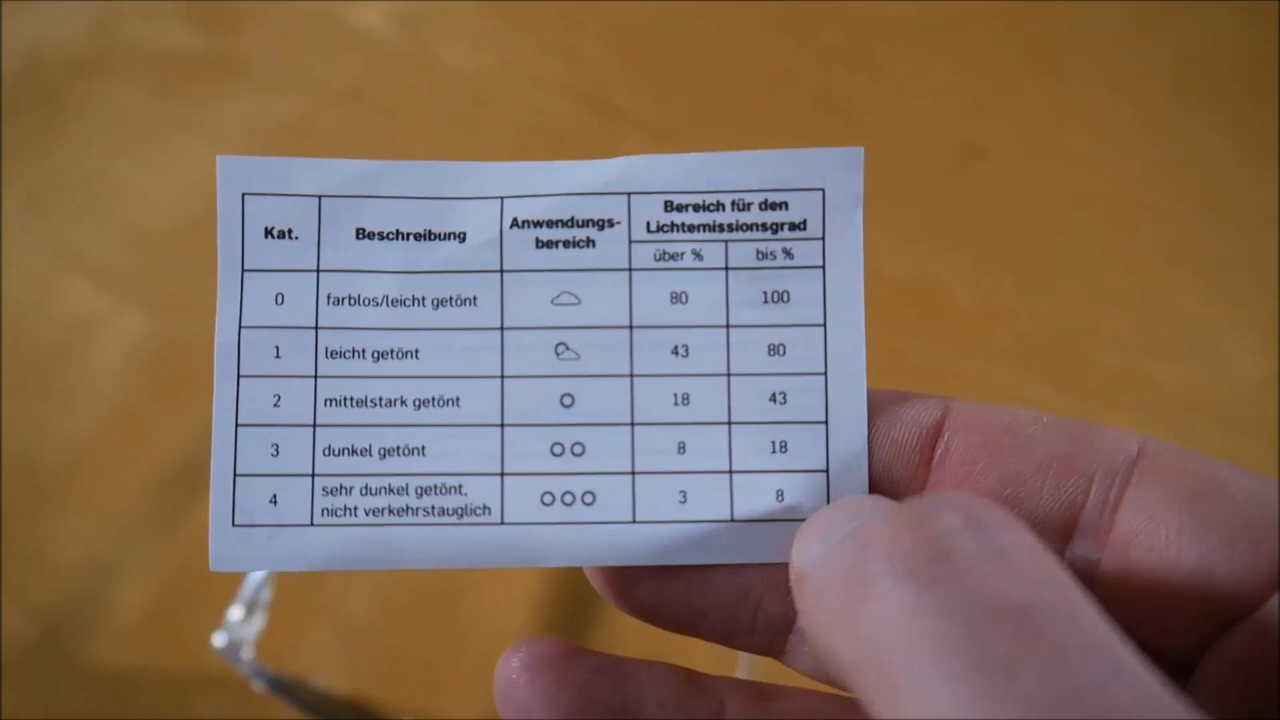 Kat. Beschreibung Anwendungs- Bereich für den
bereich Lichtemissionsgrad
über % bis %
0 farblos/leicht getönt 80 100
1 leicht getönt 43 80
2 mittelstark getönt 18 43
3 dunkel getönt 8 18
4 sehr dunkel getönt, 3 8
nicht verkehrstauglich